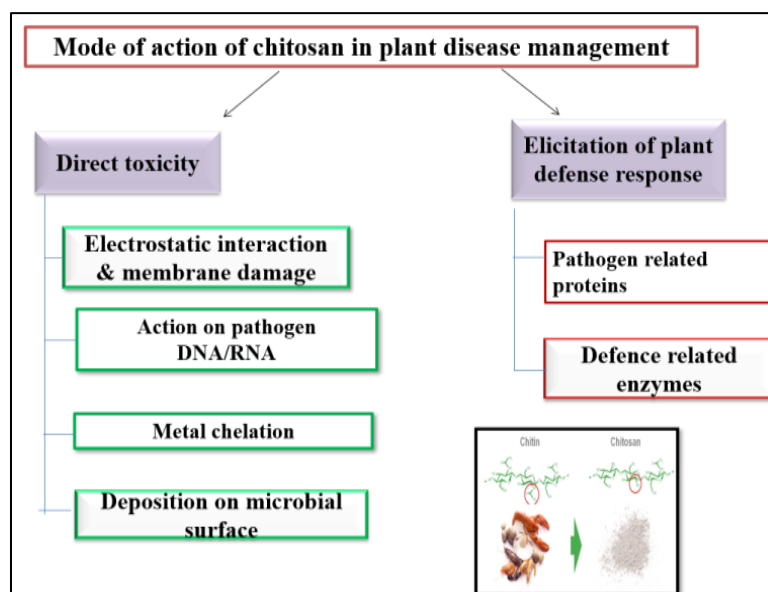 Mode of action of chitosan in plant disease management
Direct toxicity
Electrostatic interaction
& membrane damage
Action on pathogen
DNA/RNA
Metal chelation
Deposition on microbial
surface
Elicitation of plant
defense response
Pathogen related
proteins
Defence related
enzymes
Chitin
Chitosan